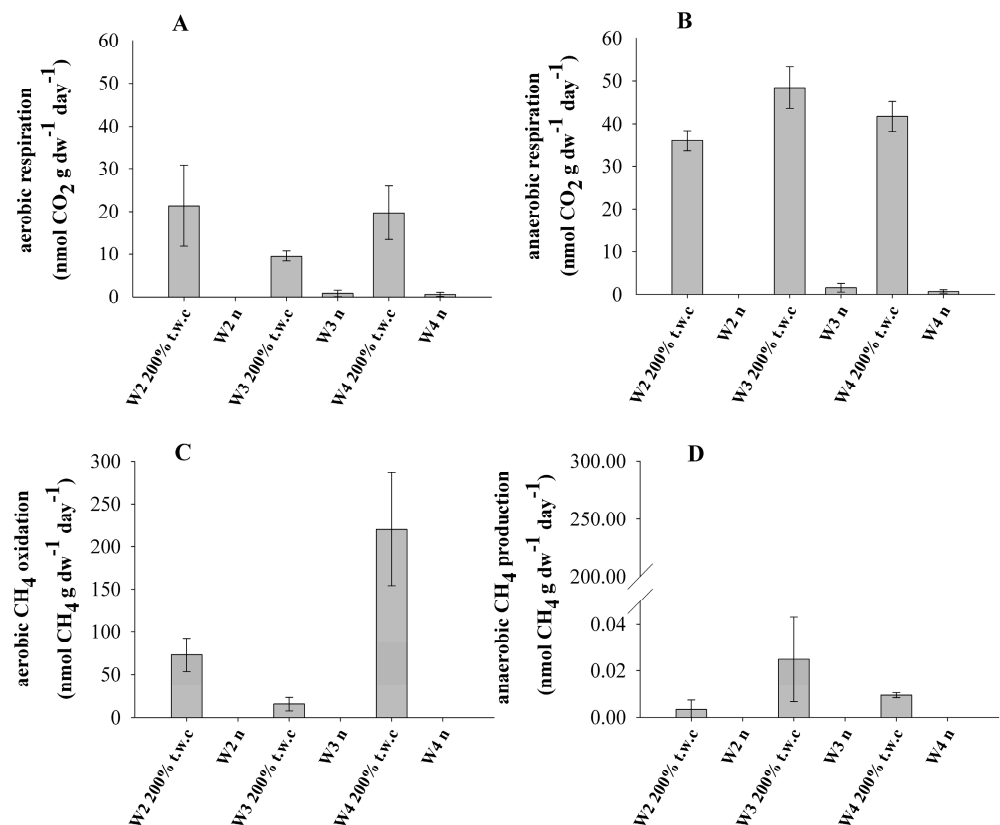 A
aerobic respiration
(nmol CO2 g dw-1 day-1)
60
50
40
30
20
10
0
W2 200% t.w.c
W2 n
W3 200% t.w.c
W3 n
W4 200% t.w.c
W4 n
B
anaerobic respiration
(nmol CO2 g dw-1 day-1)
60
50
40
30
20
10
0
W2 200% t.w.c
W2 n
W3 200% t.w.c
W3 n
W4 200% t.w.c
W4 n
C
aerobic CH4 oxidation
(nmol CH4 g dw-1 day-1)
300
250
200
150
100
50
0
W2 200% t.w.c
W2 n
W3 200% t.w.c
W3 n
W4 200% t.w.c
W4 n
D
anaerobic CH4 production
(nmol CH4 g dw-1 day-1)
300.00
250.00
200.00
0.04
0.02
0.00
W2 200% t.w.c
W2 n
W3 200% t.w.c
W3 n
W4 200% t.w.c
W4 n